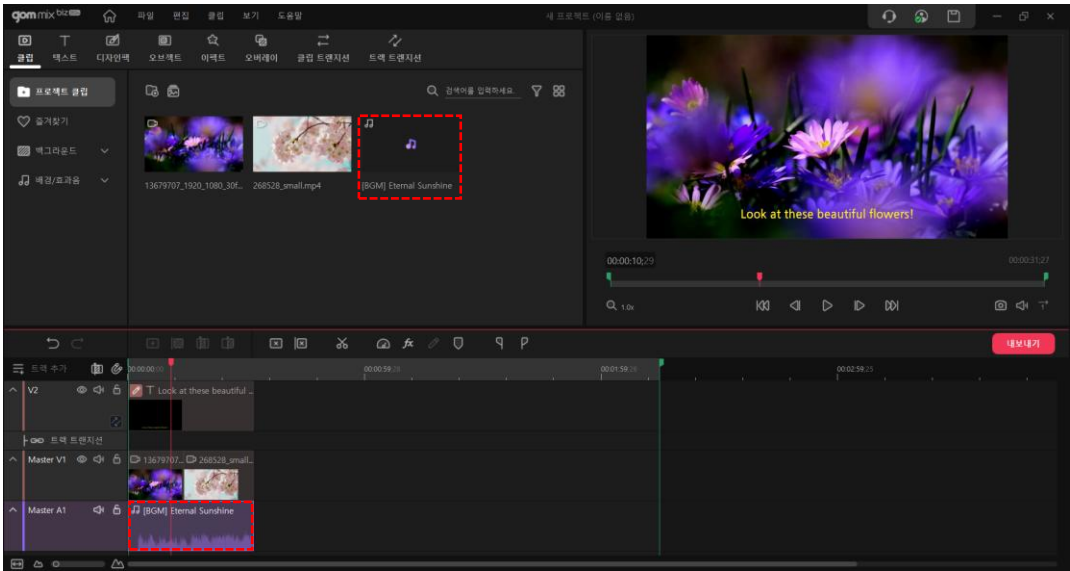 gom mix biz 파일 편집 클립 보기 도움말 새 프로젝트 (이름 없음)
클립 텍스트 디자인팩 오브젝트 이펙트 오버레이 클립 트랜지션 트랙 트랜지션
프로젝트 클립
검색어를 입력하세요.
즐겨찾기
백그라운드
배경/효과음
13679707_1920_1080_30f... 268528_small.mp4 [BGM] Eternal Sunshine
Look at these beautiful flowers!
00:00:10;29 00:00:31;27
1.0x
내보내기
트랙 추가 00:00:00;00 00:00:59;28 00:01:59;26 00:02:59;25
V2 T Look at these beautiful ...
트랙 트랜지션
Master V1 13679707... 268528_small...
Master A1 [BGM] Eternal Sunshine